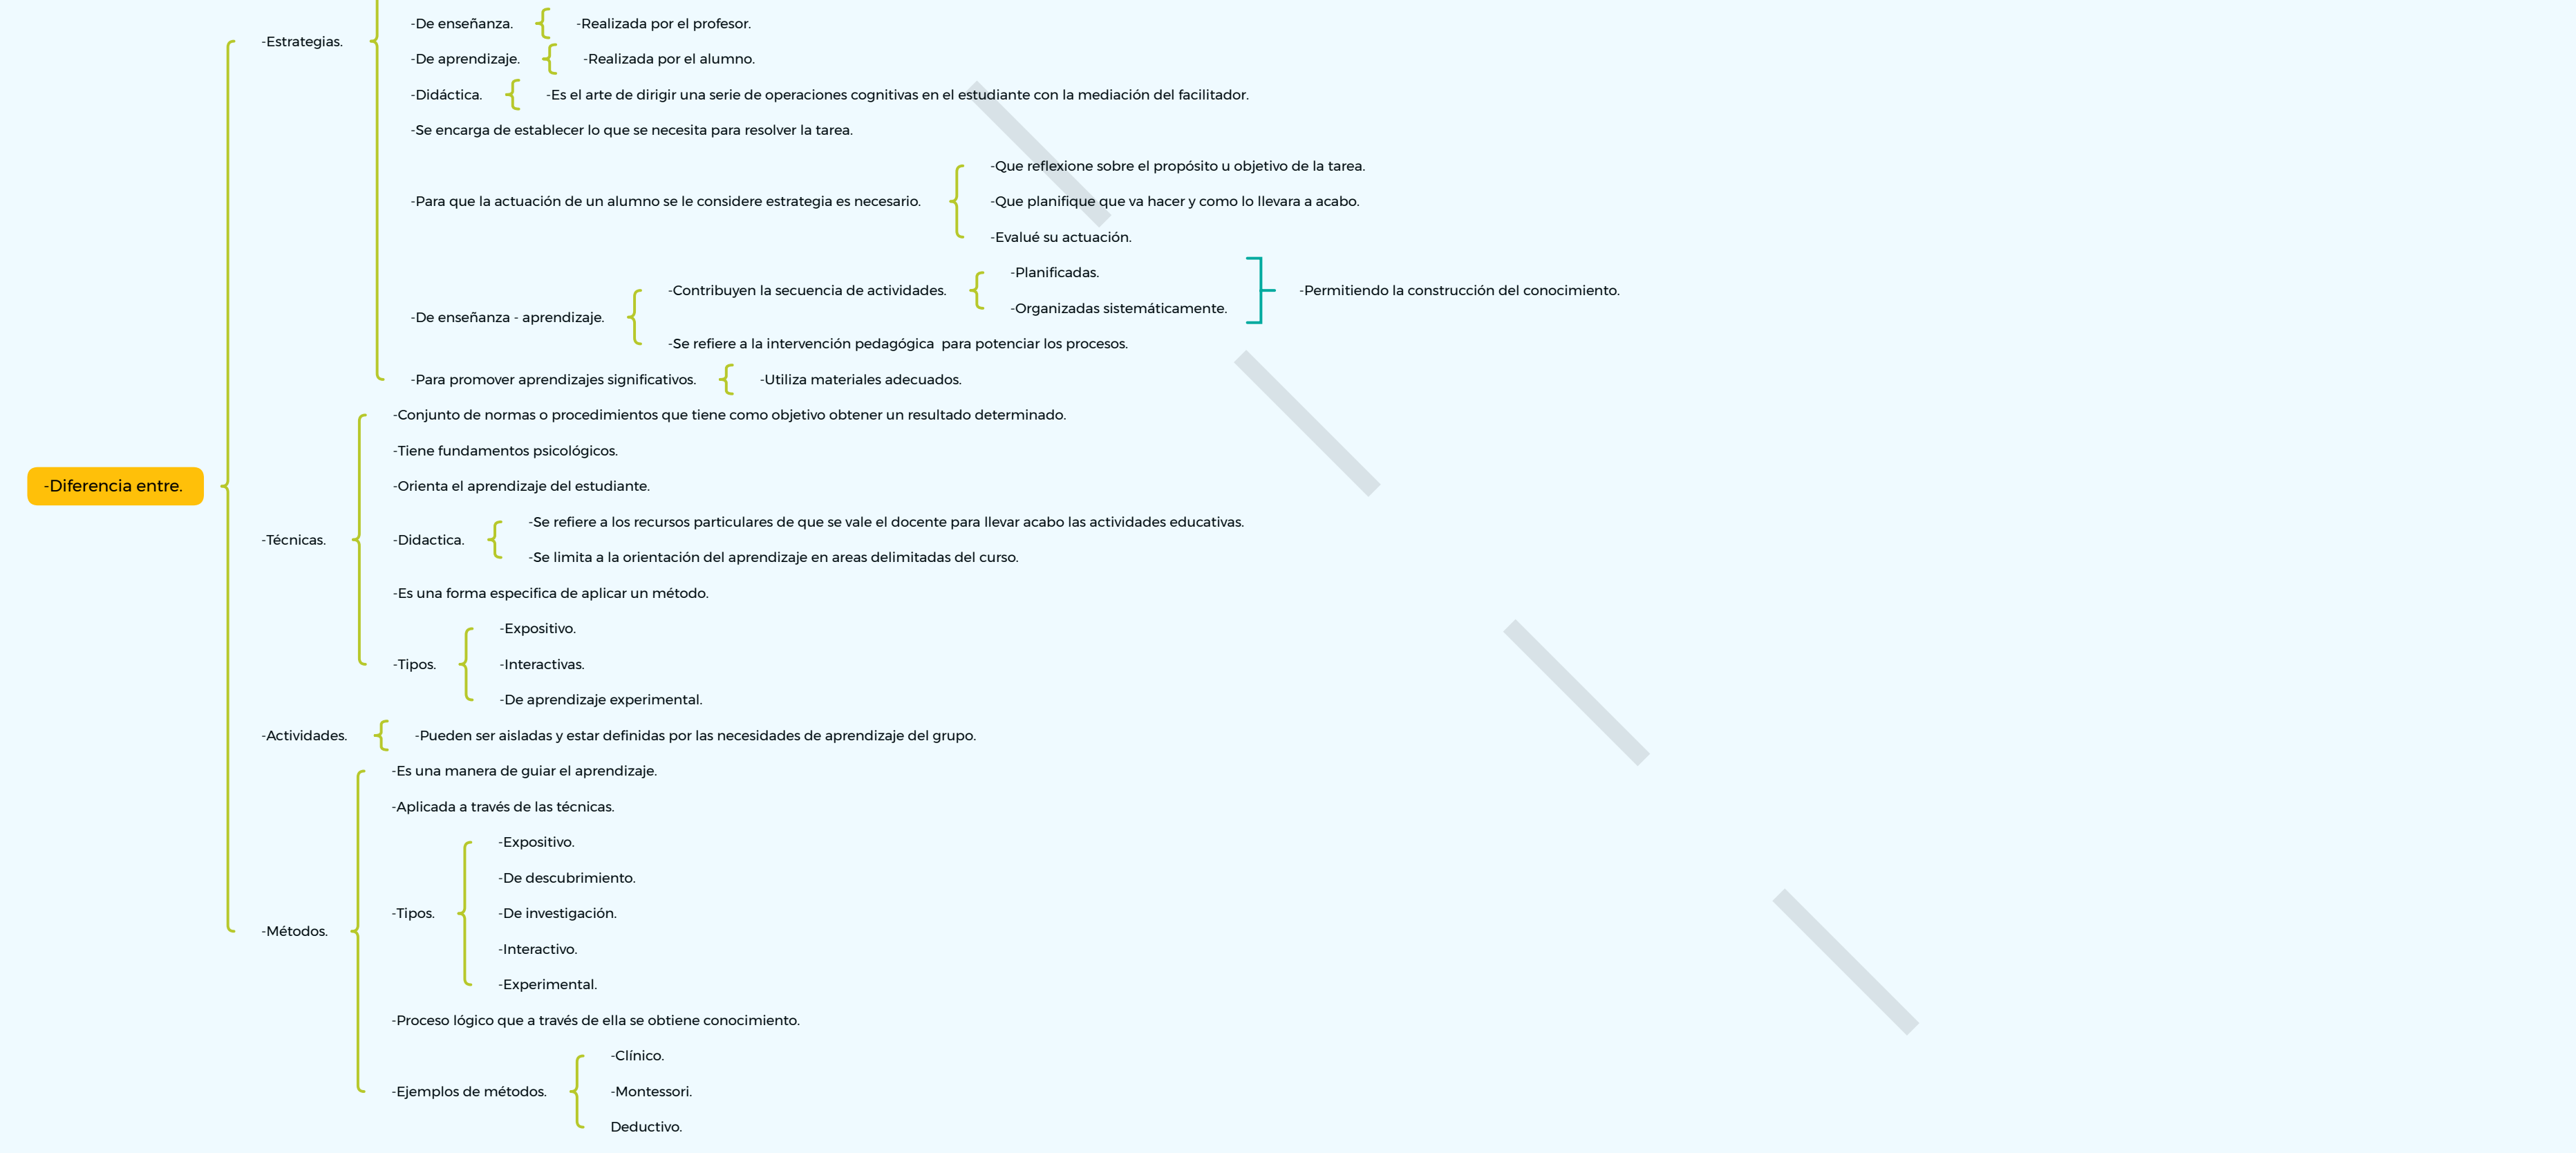 -De enseñanza.
-Realizada por el profesor.
-Estrategias.
-De aprendizaje.
-Realizada por el alumno.
-Didáctica.
-Es el arte de dirigir una serie de operaciones cognitivas en el estudiante con la mediación del facilitador.
-Se encarga de establecer lo que se necesita para resolver la tarea.
-Para que la actuación de un alumno se le considere estrategia es necesario.
-Que reflexione sobre el propósito u objetivo de la tarea.
-Que planifique que va hacer y como lo llevara a acabo.
-Evalué su actuación.
-De enseñanza - aprendizaje.
-Contribuyen la secuencia de actividades.
-Planificadas.
-Organizadas sistemáticamente.
-Permitiendo la construcción del conocimiento.
-Se refiere a la intervención pedagógica  para potenciar los procesos.
-Para promover aprendizajes significativos.
-Utiliza materiales adecuados.
-Diferencia entre.
-Técnicas.
-Conjunto de normas o procedimientos que tiene como objetivo obtener un resultado determinado.
-Tiene fundamentos psicológicos.
-Orienta el aprendizaje del estudiante.
-Didactica.
-Se refiere a los recursos particulares de que se vale el docente para llevar acabo las actividades educativas.
-Se limita a la orientación del aprendizaje en areas delimitadas del curso.
-Es una forma especifica de aplicar un método.
-Tipos.
-Expositivo.
-Interactivas.
-De aprendizaje experimental.
-Actividades.
-Pueden ser aisladas y estar definidas por las necesidades de aprendizaje del grupo.
-Métodos.
-Es una manera de guiar el aprendizaje.
-Aplicada a través de las técnicas.
-Tipos.
-Expositivo.
-De descubrimiento.
-De investigación.
-Interactivo.
-Experimental.
-Proceso lógico que a través de ella se obtiene conocimiento.
-Ejemplos de métodos.
-Clínico.
-Montessori.
Deductivo.